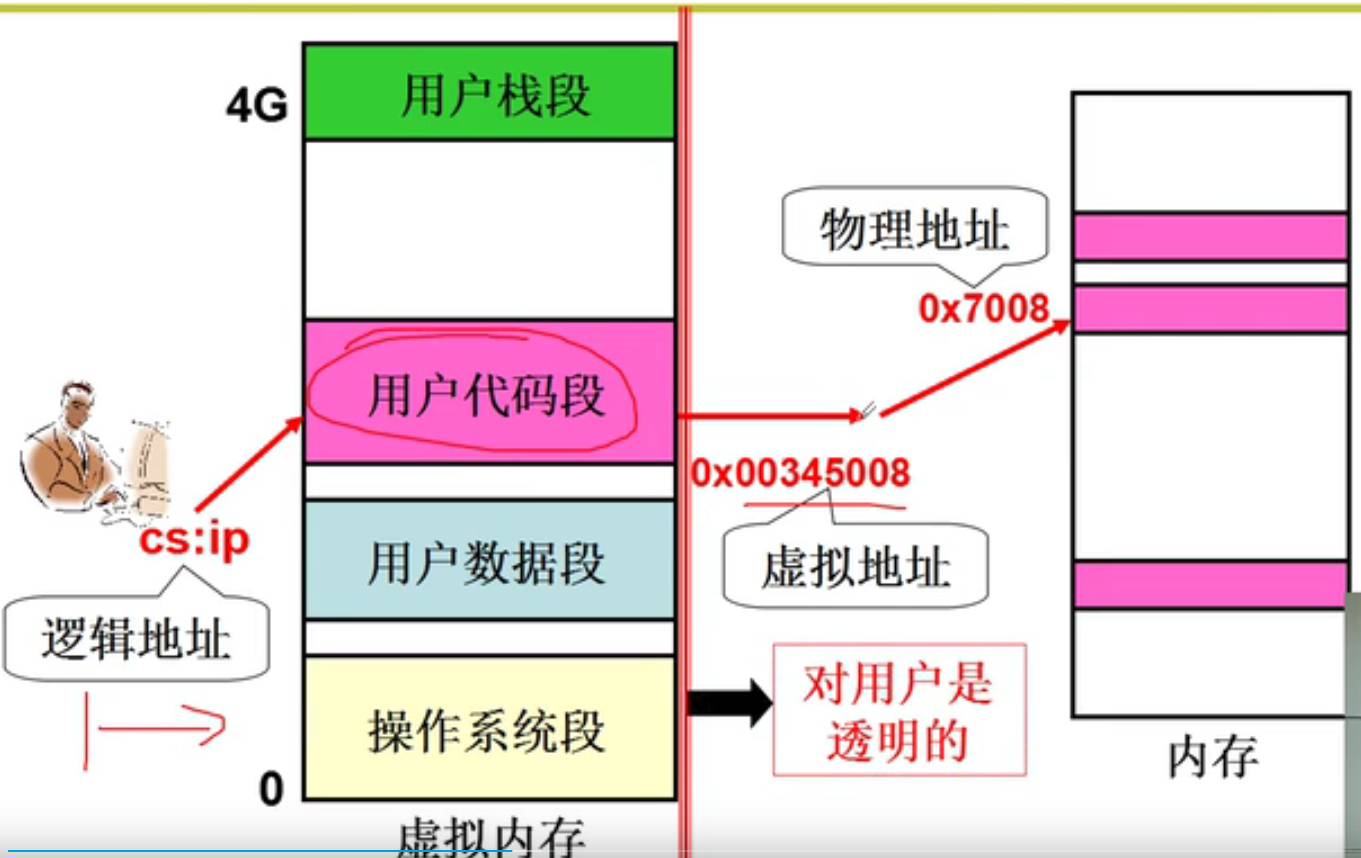 4G
用户栈段
物理地址
0x7008
用户代码段
0x00345008
cs:ip
用户数据段
虚拟地址
逻辑地址
对用户是
透明的
操作系统段
0
虚拟内存
内存